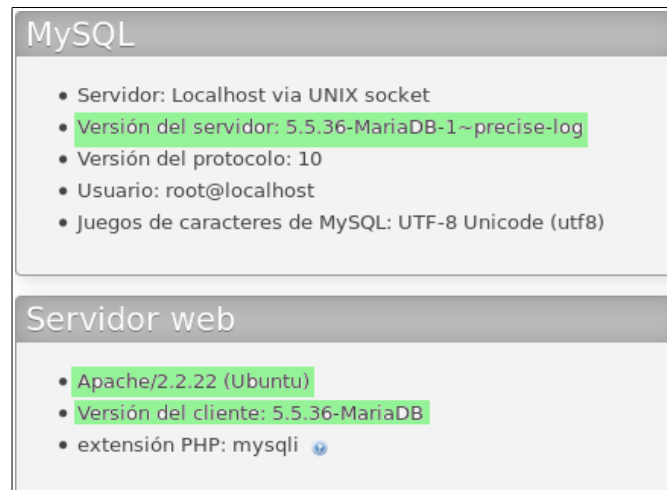 MySQL
Servidor: Localhost via UNIX socket
Versión del servidor: 5.5.36-MariaDB-1~precise-log
Versión del protocolo: 10
Usuario: root@localhost
Juegos de caracteres de MySQL: UTF-8 Unicode (utf8)
Servidor web
Apache/2.2.22 (Ubuntu)
Versión del cliente: 5.5.36-MariaDB
extensión PHP: mysqli